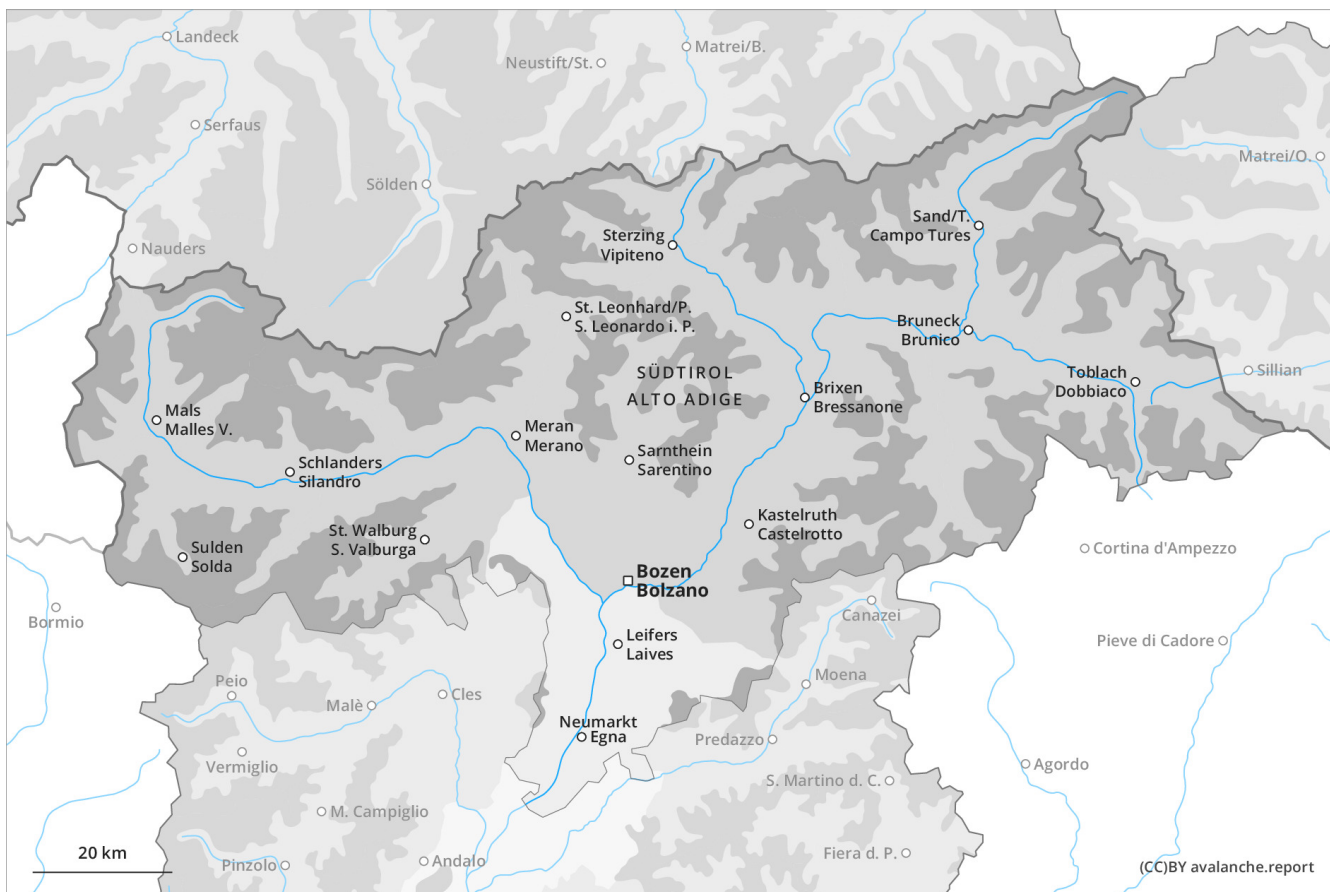 Landeck
Matrei/B.
Neustift/St.
Serfaus
Matrei/O.
Sölden
Sand/T.
Campo Tures
Sterzing
Vipiteno
Nauders
St. Leonhard/P.
S. Leonardo i. P.
Bruneck
Brunico
SÜDTIROL
ALTO ADIGE
Toblach
Dobbiaco
Sillian
Brixen
Bressanone
Mals
Malles V.
Meran
Merano
Sarnthein
Sarentino
Schlanders
Silandro
Kastelruth
Castelrotto
St. Walburg
S. Valburga
Sulden
Solda
Cortina d'Ampezzo
Bozen
Bolzano
Bormio
Canazei
Leifers
Laives
Pieve di Cadore
Peio
Moena
Malè
Cles
Neumarkt
Egna
Predazzo
Vermiglio
Agordo
S. Martino d. C.
M. Campiglio
20 km
Pinzolo
Andalo
Fiera d. P.
(CC)BY avalanche.report